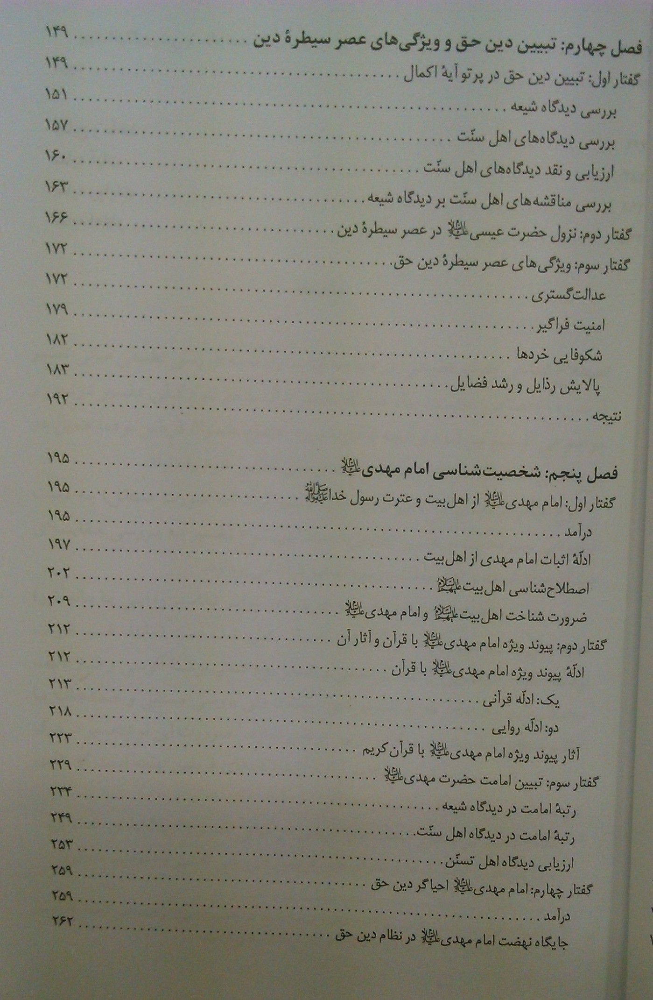 فصل چهارم: تبیین دین حق و ویژگی‌های عصر سیطرهٔ دین ........................ ۱۴۹
گفتار اول: تبیین دین حق در پرتو آیهٔ اکمال ........................ ۱۴۹
بررسی دیدگاه شیعه ........................ ۱۵۱
بررسی دیدگاه‌های اهل سنّت ........................ ۱۵۷
ارزیابی و نقد دیدگاه‌های اهل سنّت ........................ ۱۶۰
بررسی مناقشه‌های اهل سنّت بر دیدگاه شیعه ........................ ۱۶۳
گفتار دوم: نزول حضرت عیسی علیه‌السلام در عصر سیطرهٔ دین ........................ ۱۶۶
گفتار سوم: ویژگی‌های عصر سیطرهٔ دین حق ........................ ۱۷۲
عدالت‌گستری ........................ ۱۷۲
امنیت فراگیر ........................ ۱۷۹
شکوفایی خردها ........................ ۱۸۲
پالایش رذایل و رشد فضایل ........................ ۱۸۳
نتیجه ........................ ۱۹۲
فصل پنجم: شخصیت‌شناسی امام مهدی علیه‌السلام ........................ ۱۹۵
گفتار اول: امام مهدی علیه‌السلام از اهل‌بیت و عترت رسول خدا ﷺ ........................ ۱۹۵
درآمد ........................ ۱۹۵
ادلّهٔ اثبات امام مهدی از اهل‌بیت ........................ ۱۹۷
اصطلاح‌شناسی اهل‌بیت علیهم‌السلام ........................ ۲۰۲
ضرورت شناخت اهل‌بیت علیهم‌السلام و امام مهدی علیه‌السلام ........................ ۲۰۹
گفتار دوم: پیوند ویژه امام مهدی علیه‌السلام با قرآن و آثار آن ........................ ۲۱۲
ادلّهٔ پیوند ویژه امام مهدی علیه‌السلام با قرآن ........................ ۲۱۲
یک: ادلّه قرآنی ........................ ۲۱۳
دو: ادلّه روایی ........................ ۲۱۸
آثار پیوند ویژه امام مهدی علیه‌السلام با قرآن کریم ........................ ۲۲۳
گفتار سوم: تبیین امامت حضرت مهدی علیه‌السلام ........................ ۲۲۹
رتبهٔ امامت در دیدگاه شیعه ........................ ۲۳۴
رتبهٔ امامت در دیدگاه اهل سنّت ........................ ۲۴۹
ارزیابی دیدگاه اهل تسنّن ........................ ۲۵۳
گفتار چهارم: امام مهدی علیه‌السلام احیاگر دین حق ........................ ۲۵۹
درآمد ........................ ۲۵۹
جایگاه نهضت امام مهدی علیه‌السلام در نظام دین حق ........................ ۲۶۲